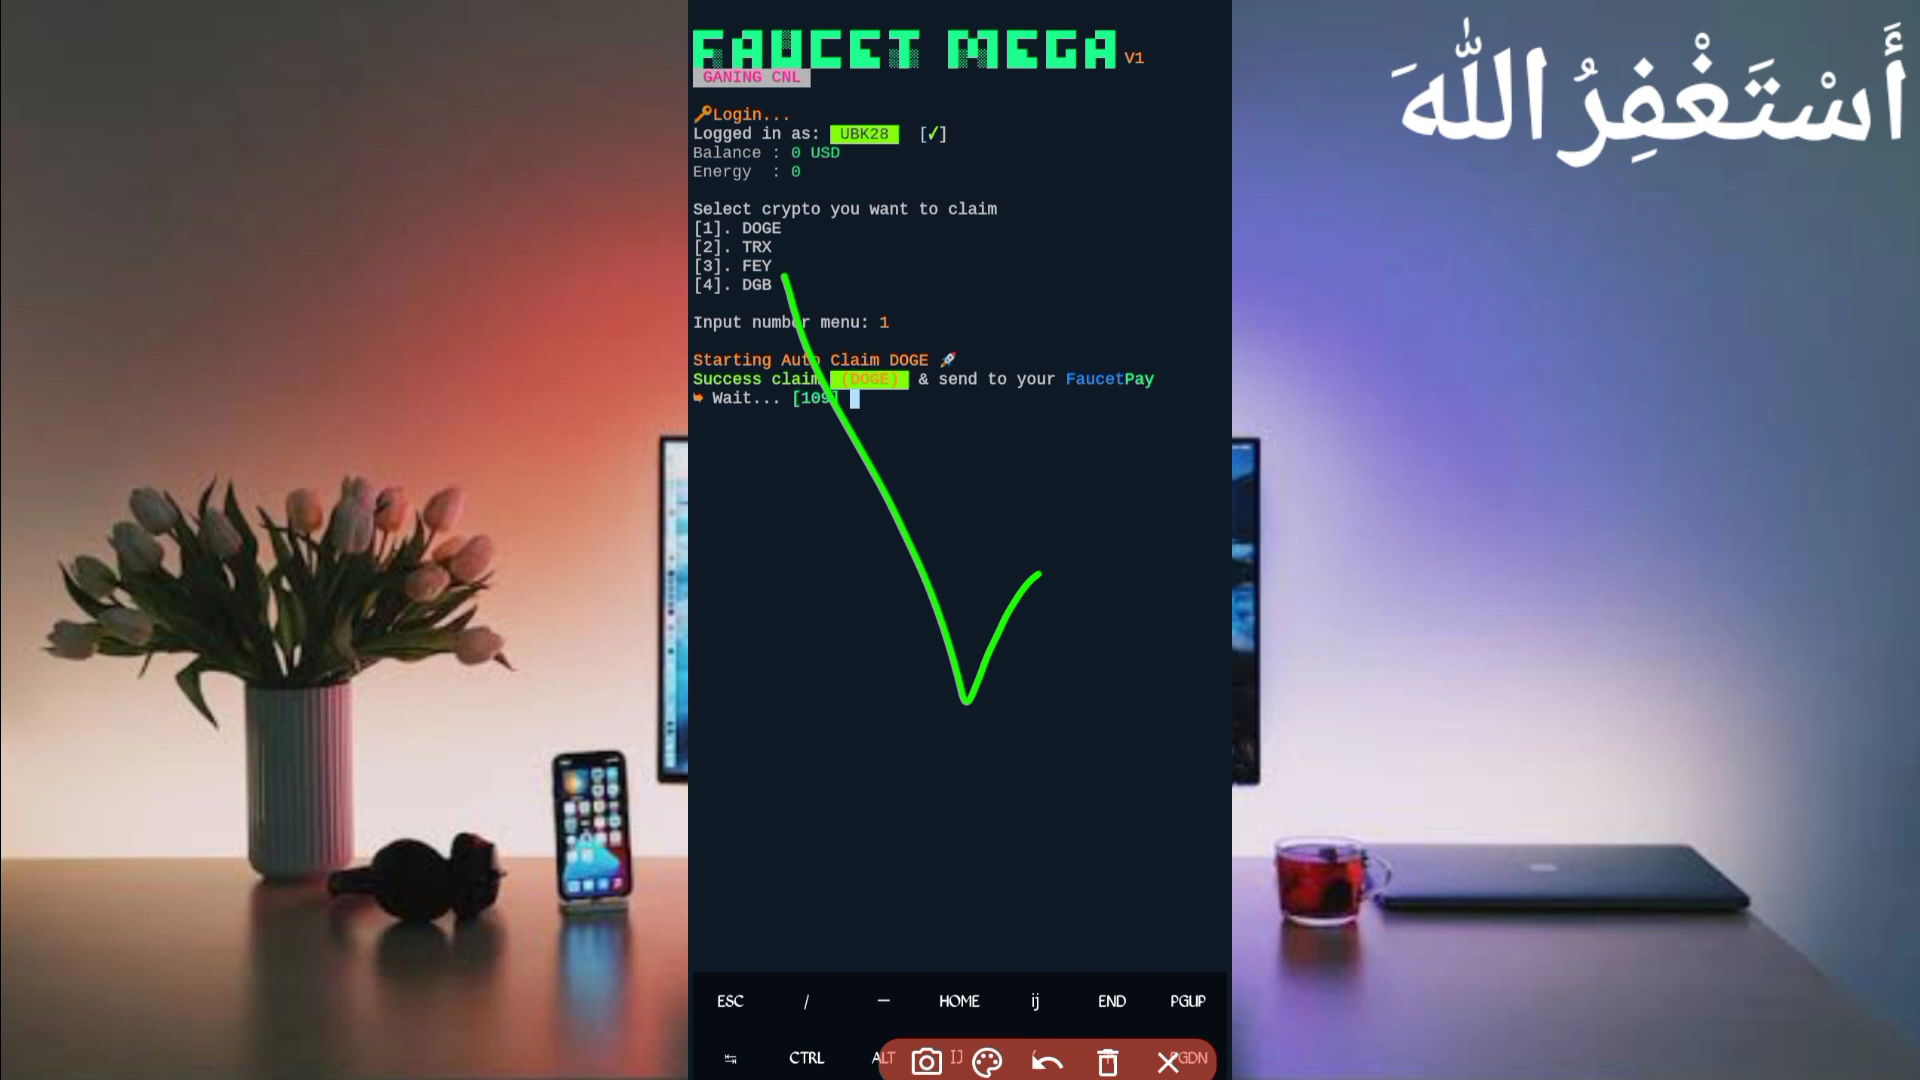 FAUCET MEGA V1
GANING CNL
🔑Login...
Logged in as: UBK28 [✓]
Balance : 0 USD
Energy : 0
Select crypto you want to claim
[1]. DOGE
[2]. TRX
[3]. FEY
[4]. DGB
Input number menu: 1
Starting Auto Claim DOGE 🚀
Success claim (DOGE) & send to your FaucetPay
Wait... [109]
ESC / — HOME ij END PGUP
CTRL ALT IJ PGDN
أَسْتَغْفِرُ اللّٰهَ